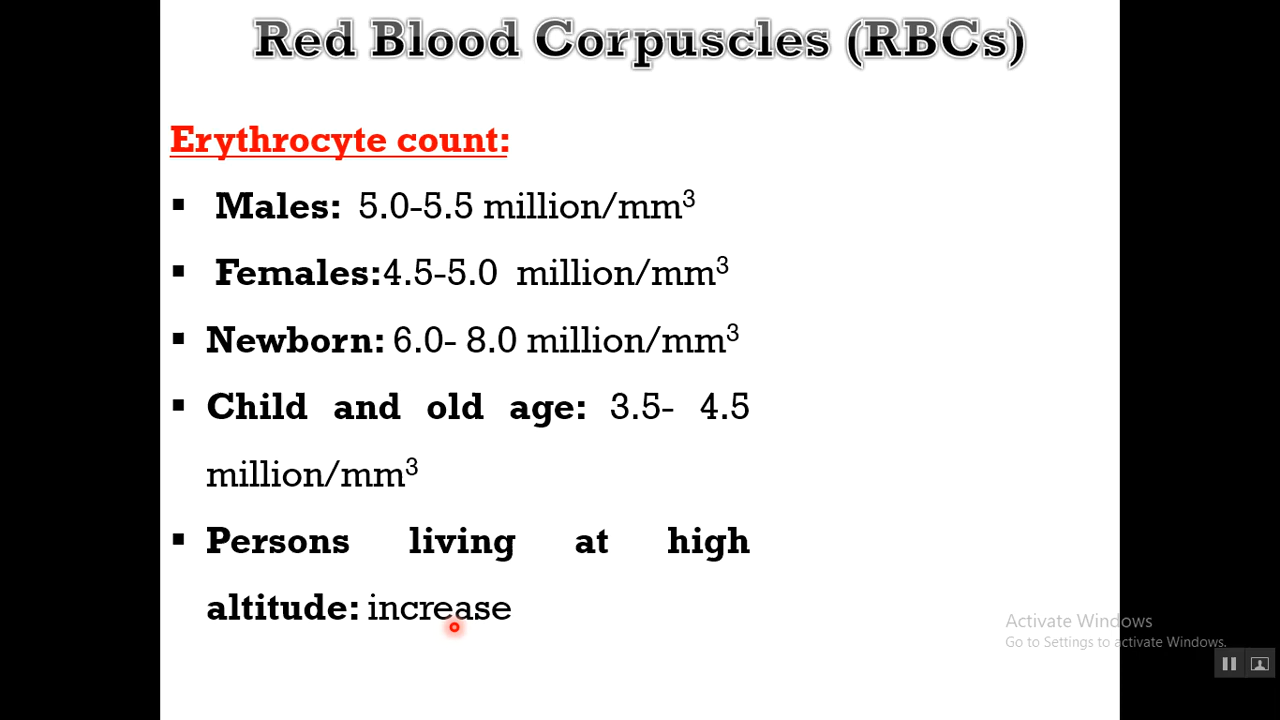 Red Blood Corpuscles (RBCs)
Erythrocyte count:
▪ Males: 5.0-5.5 million/mm³
▪ Females:4.5-5.0 million/mm³
▪ Newborn: 6.0- 8.0 million/mm³
▪ Child and old age: 3.5- 4.5
million/mm³
▪ Persons living at high
altitude: increase
Activate Windows
Go to Settings to activate Windows.